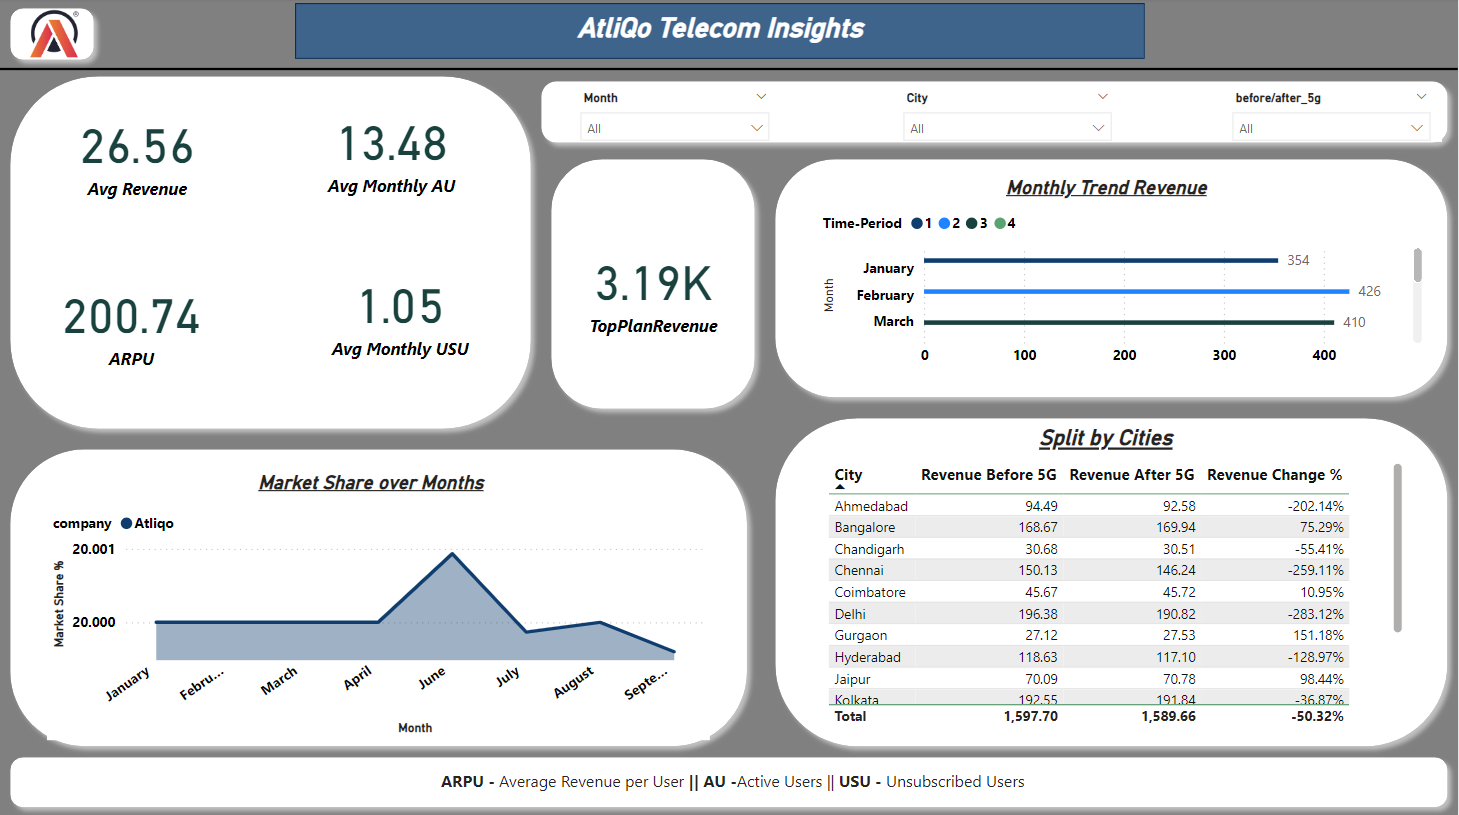 AtliQo Telecom Insights
Month
City
before/after_5g
All
All
All
26.56
Avg Revenue
13.48
Avg Monthly AU
200.74
ARPU
1.05
Avg Monthly USU
3.19K
TopPlanRevenue
Monthly Trend Revenue
Time-Period 1 2 3 4
Month
January 354
February 426
March 410
0 100 200 300 400
Market Share over Months
company Atliqo
Market Share %
20.001
20.000
January Febru... March April June July August Septe...
Month
Split by Cities
City Revenue Before 5G Revenue After 5G Revenue Change %
Ahmedabad 94.49 92.58 -202.14%
Bangalore 168.67 169.94 75.29%
Chandigarh 30.68 30.51 -55.41%
Chennai 150.13 146.24 -259.11%
Coimbatore 45.67 45.72 10.95%
Delhi 196.38 190.82 -283.12%
Gurgaon 27.12 27.53 151.18%
Hyderabad 118.63 117.10 -128.97%
Jaipur 70.09 70.78 98.44%
Kolkata 192.55 191.84 -36.87%
Total 1,597.70 1,589.66 -50.32%
ARPU - Average Revenue per User || AU -Active Users || USU - Unsubscribed Users